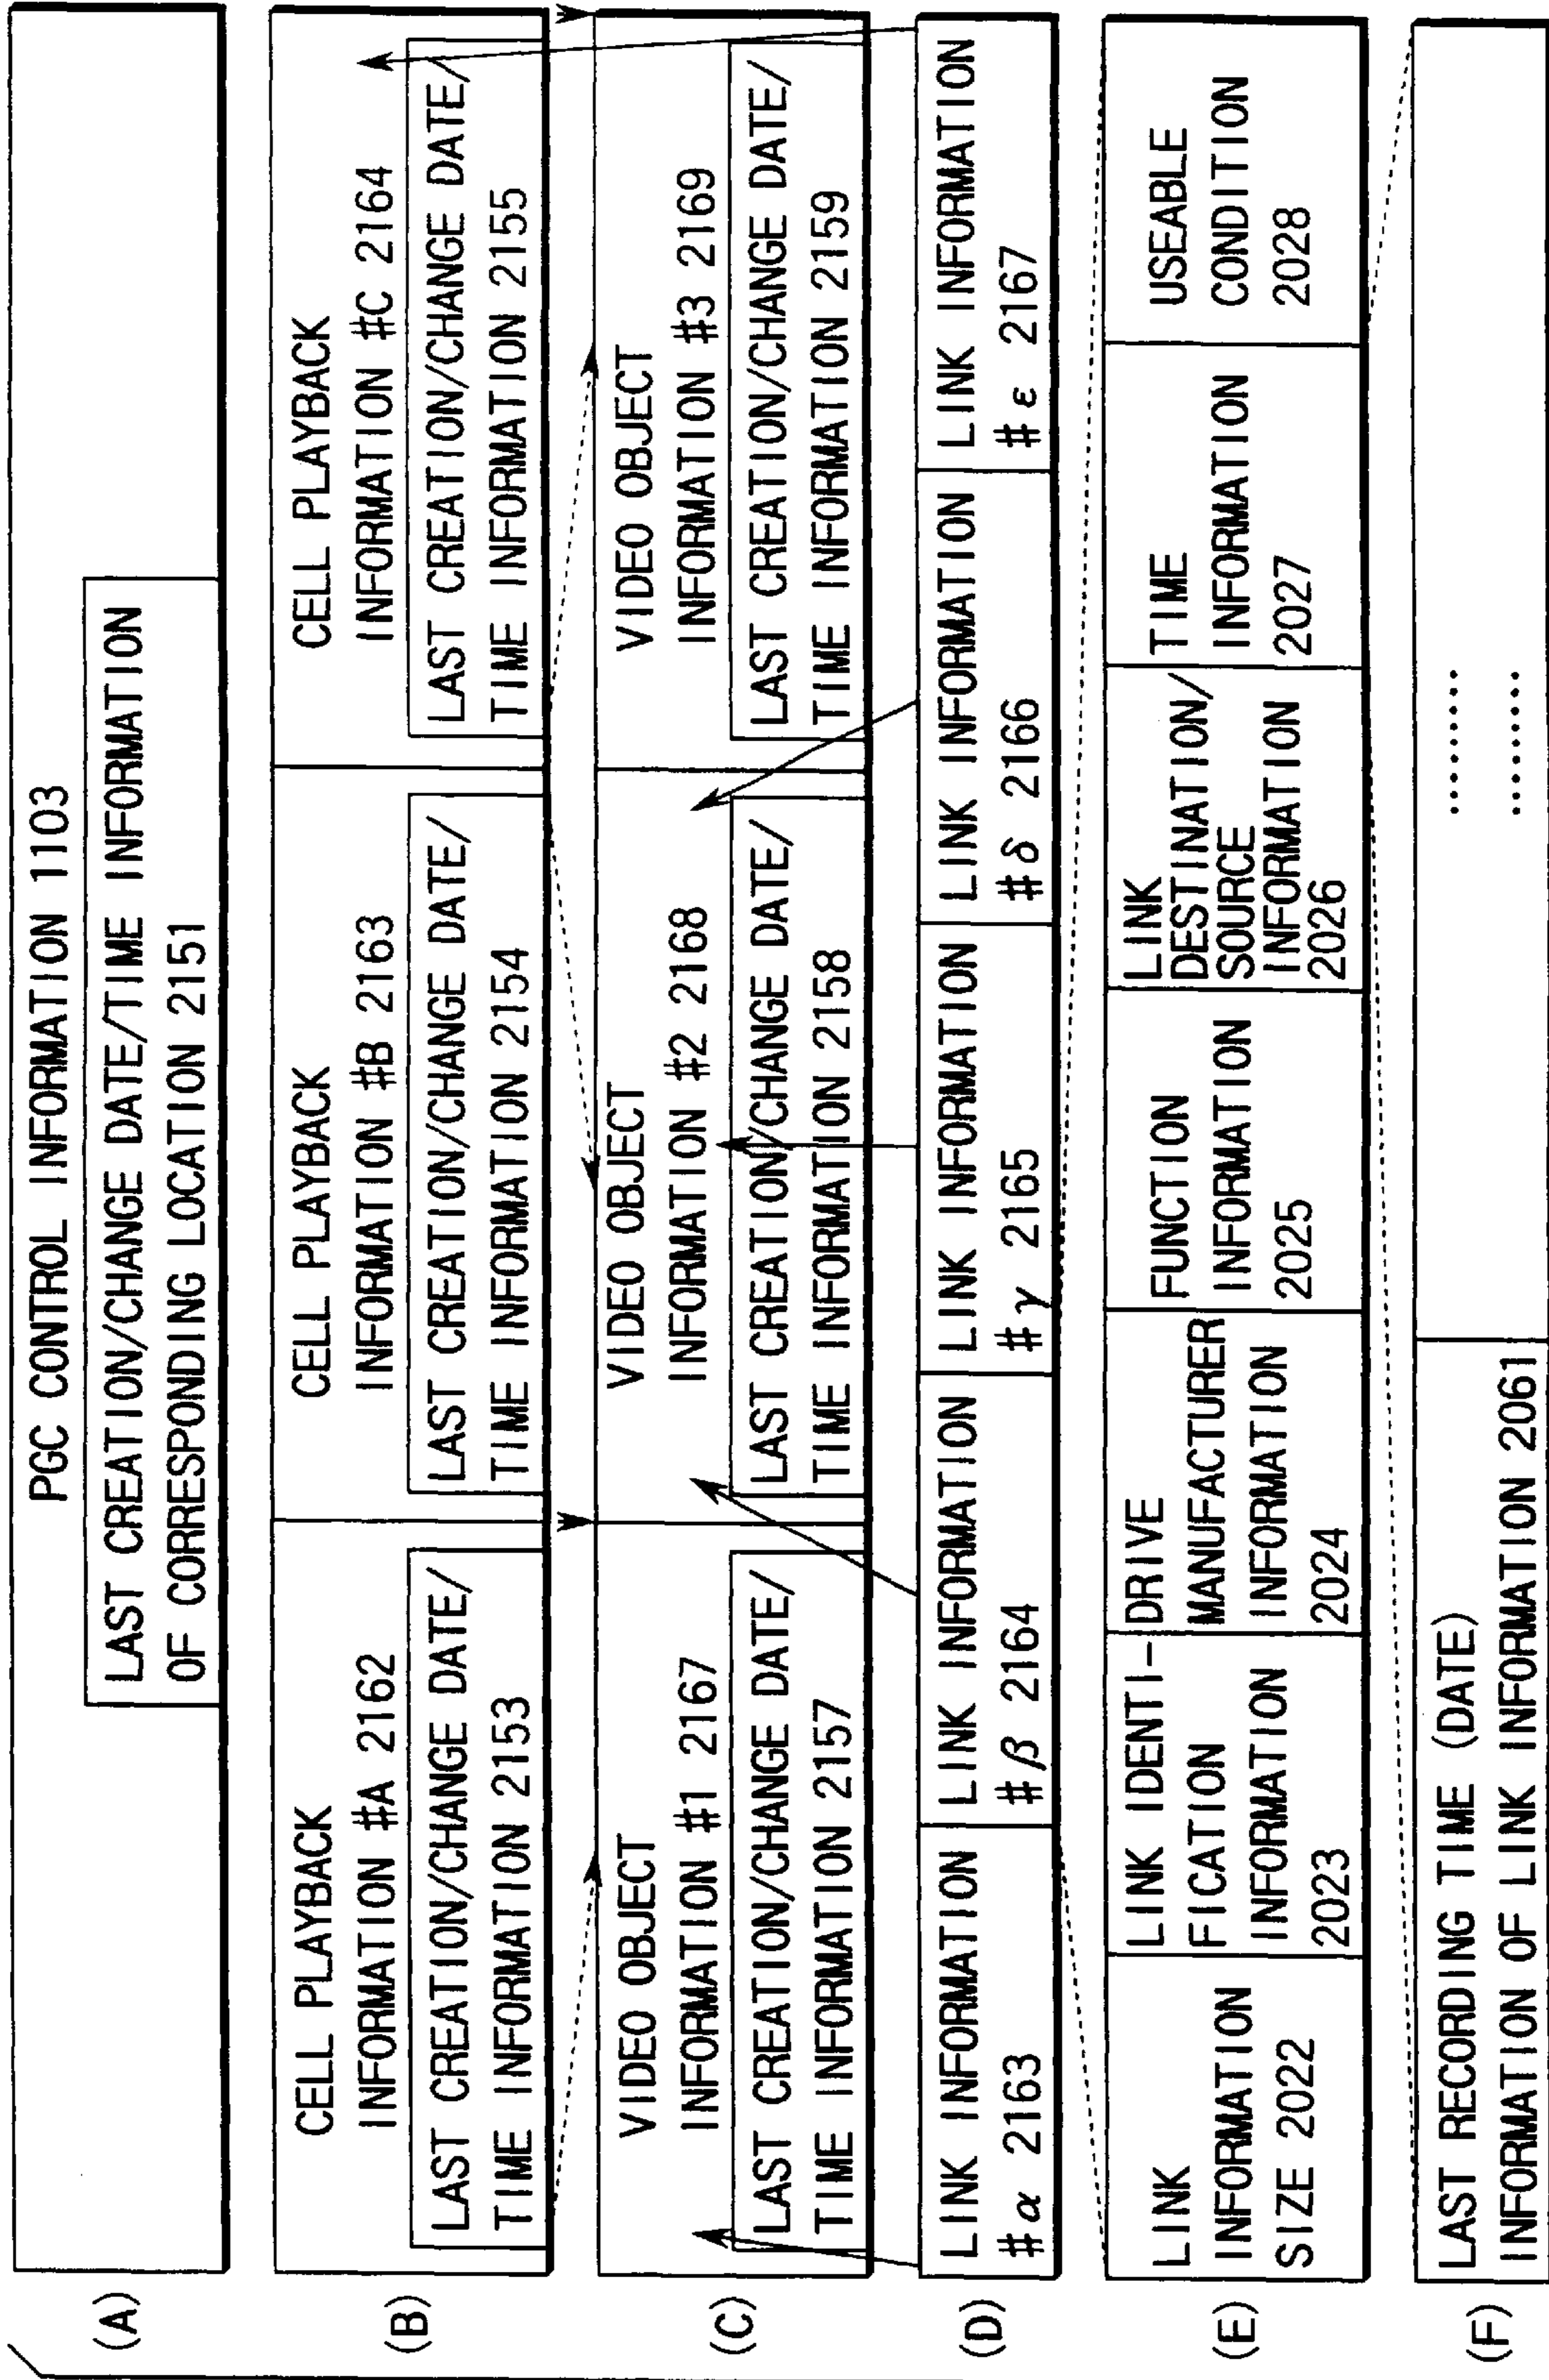 (A)
PGC CONTROL INFORMATION 1103
LAST CREATION/CHANGE DATE/TIME INFORMATION
OF CORRESPONDING LOCATION 2151
(B)
CELL PLAYBACK
INFORMATION #A 2162
LAST CREATION/CHANGE DATE/
TIME INFORMATION 2153
CELL PLAYBACK
INFORMATION #B 2163
LAST CREATION/CHANGE DATE/
TIME INFORMATION 2154
CELL PLAYBACK
INFORMATION #C 2164
LAST CREATION/CHANGE DATE/
TIME INFORMATION 2155
(C)
VIDEO OBJECT
INFORMATION #1 2167
LAST CREATION/CHANGE DATE/
TIME INFORMATION 2157
VIDEO OBJECT
INFORMATION #2 2168
LAST CREATION/CHANGE DATE/
TIME INFORMATION 2158
VIDEO OBJECT
INFORMATION #3 2169
LAST CREATION/CHANGE DATE/
TIME INFORMATION 2159
(D)
LINK INFORMATION
#α 2163
LINK INFORMATION
#β 2164
LINK INFORMATION
#γ 2165
LINK INFORMATION
#δ 2166
LINK INFORMATION
#ε 2167
(E)
LINK
INFORMATION
SIZE 2022
LINK IDENTI-
FICATION
INFORMATION
2023
DRIVE
MANUFACTURER
INFORMATION
2024
FUNCTION
INFORMATION
2025
LINK
DESTINATION/
SOURCE
INFORMATION
2026
TIME
INFORMATION
2027
USEABLE
CONDITION
2028
(F)
LAST RECORDING TIME (DATE)
INFORMATION OF LINK INFORMATION 2061
.........
.........